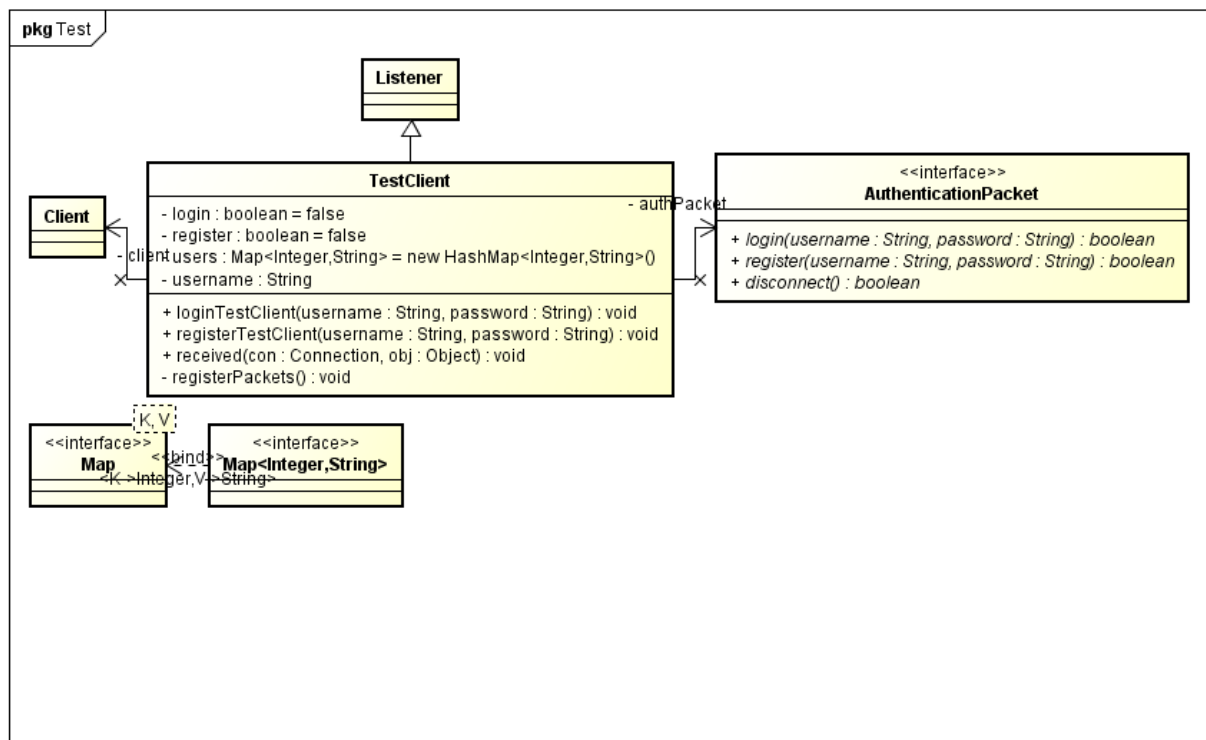 pkg Test
Listener
TestClient
- login : boolean = false
- register : boolean = false
- users : Map<Integer,String> = new HashMap<Integer,String>()
- username : String
+ loginTestClient(username : String, password : String) : void
+ registerTestClient(username : String, password : String) : void
+ received(con : Connection, obj : Object) : void
- registerPackets() : void
Client
- client
- authPacket
<<interface>>
AuthenticationPacket
+ login(username : String, password : String) : boolean
+ register(username : String, password : String) : boolean
+ disconnect() : boolean
K, V
<<interface>>
Map
<<bind>>
<K->Integer,V->String>
<<interface>>
Map<Integer,String>